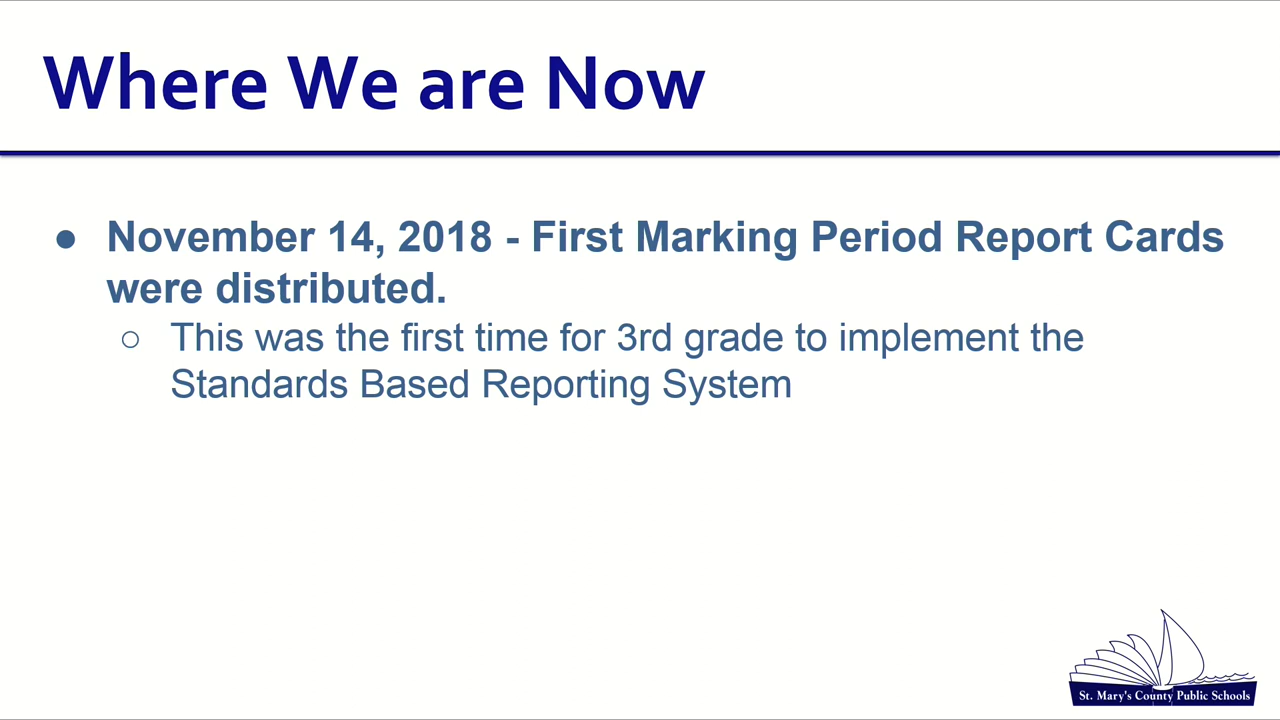 Where We are Now
● November 14, 2018 - First Marking Period Report Cards
were distributed.
○ This was the first time for 3rd grade to implement the
Standards Based Reporting System
St. Mary's County Public Schools